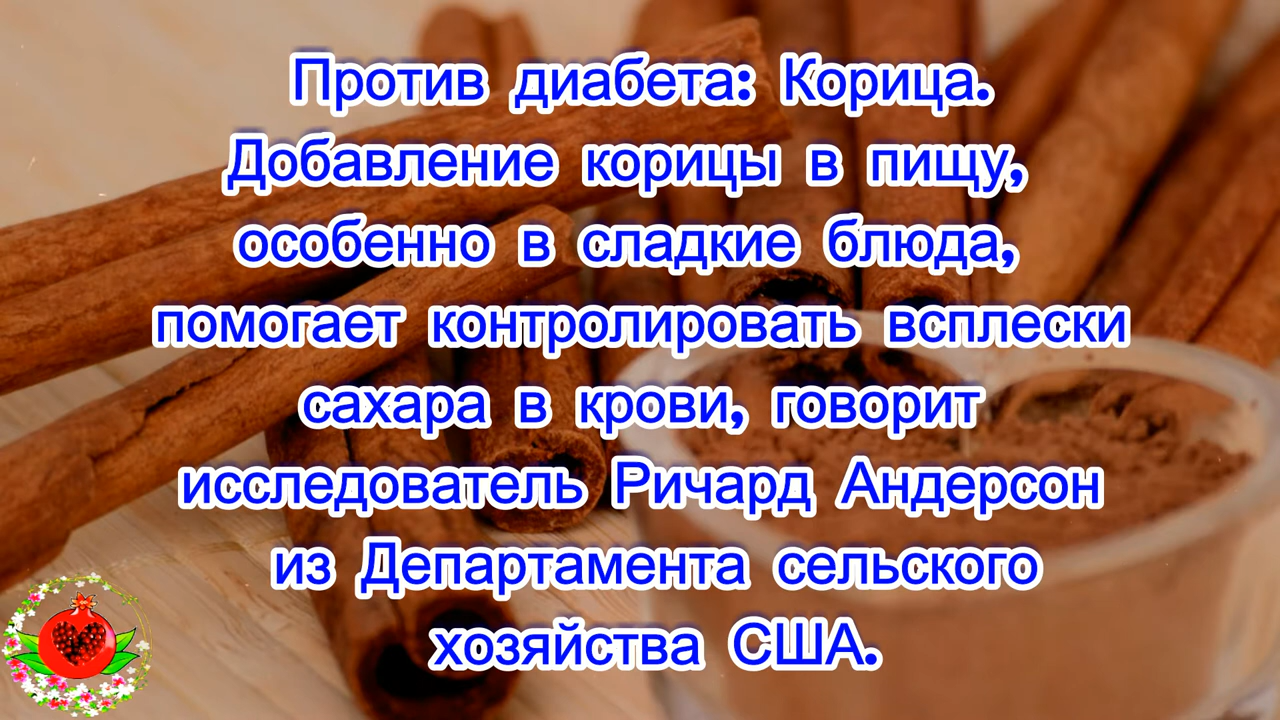 Против диабета: Корица.
Добавление корицы в пищу,
особенно в сладкие блюда,
помогает контролировать всплески
сахара в крови, говорит
исследователь Ричард Андерсон
из Департамента сельского
хозяйства США.